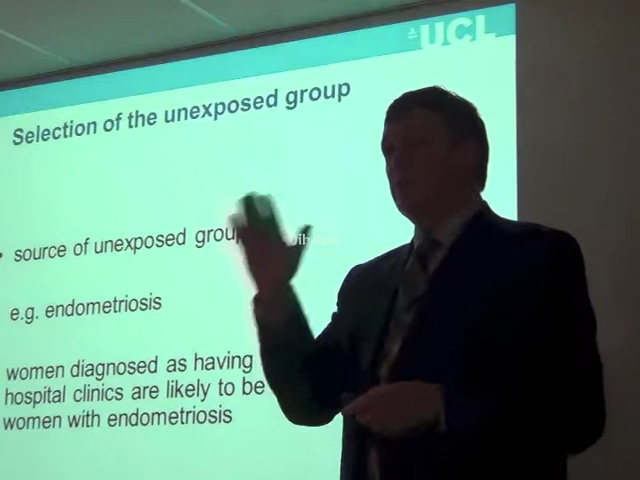 UCL
Selection of the unexposed group
• source of unexposed group
e.g. endometriosis
women diagnosed as having
hospital clinics are likely to be
women with endometriosis